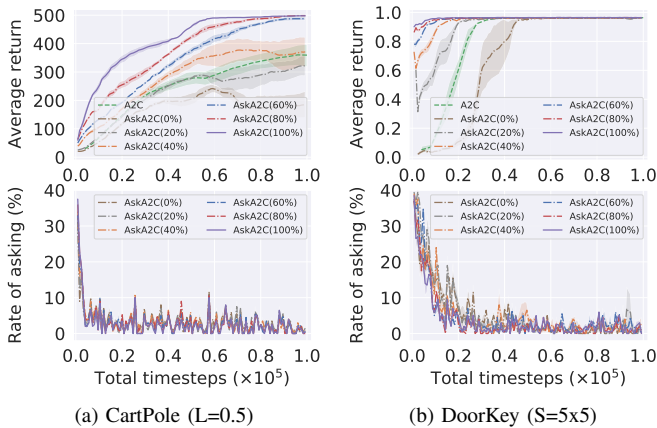 Average return
500
400
300
200
100
0
A2C
AskA2C(0%)
AskA2C(20%)
AskA2C(40%)
AskA2C(60%)
AskA2C(80%)
AskA2C(100%)
0.0 0.2 0.4 0.6 0.8 1.0
Average return
1.0
0.8
0.6
0.4
0.2
0.0
A2C
AskA2C(0%)
AskA2C(20%)
AskA2C(40%)
AskA2C(60%)
AskA2C(80%)
AskA2C(100%)
0.0 0.2 0.4 0.6 0.8 1.0
Rate of asking (%)
40
30
20
10
0
AskA2C(0%)
AskA2C(20%)
AskA2C(40%)
AskA2C(60%)
AskA2C(80%)
AskA2C(100%)
0.0 0.2 0.4 0.6 0.8 1.0
Total timesteps (×10⁵)
(a) CartPole (L=0.5)
Rate of asking (%)
40
30
20
10
0
AskA2C(0%)
AskA2C(20%)
AskA2C(40%)
AskA2C(60%)
AskA2C(80%)
AskA2C(100%)
0.0 0.2 0.4 0.6 0.8 1.0
Total timesteps (×10⁵)
(b) DoorKey (S=5x5)